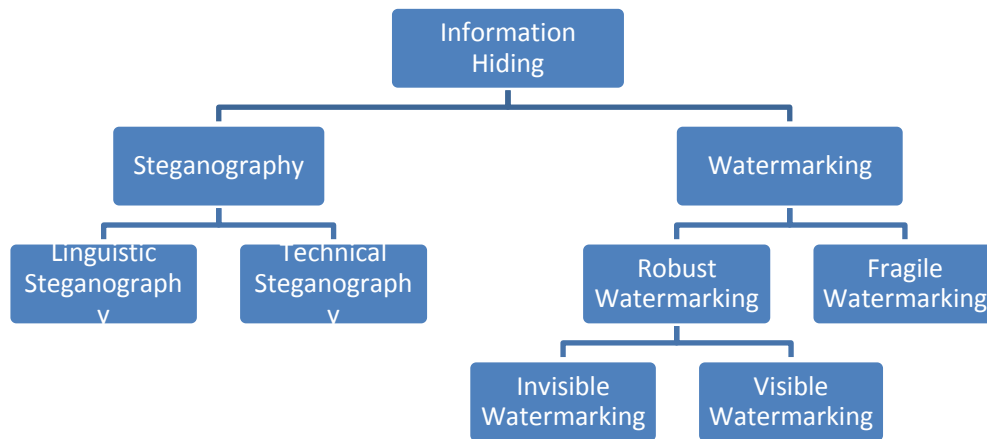 Information
Hiding
Steganography
Watermarking
Linguistic
Steganograph
y
Technical
Steganograph
y
Robust
Watermarking
Fragile
Watermarking
Invisible
Watermarking
Visible
Watermarking